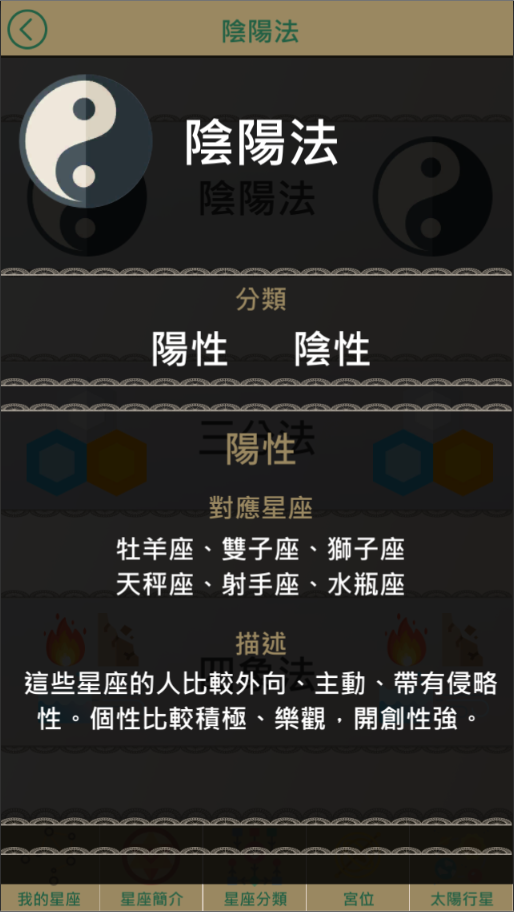 陰陽法
陰陽法
陰陽法
分類
陽性 陰性
三分法
陽性
對應星座
牡羊座、雙子座、獅子座
天秤座、射手座、水瓶座
描述
四象法
這些星座的人比較外向、主動、帶有侵略
性。個性比較積極、樂觀，開創性強。
我的星座 星座簡介 星座分類 宮位 太陽行星